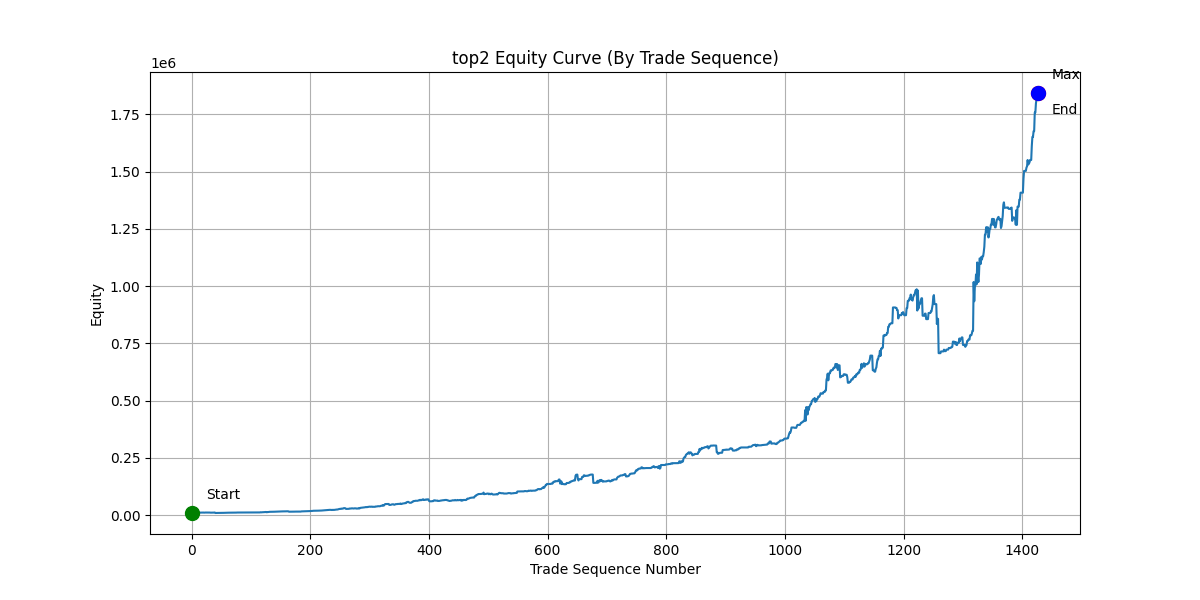 top2 Equity Curve (By Trade Sequence)
1e6
Max
End
1.75
1.50
1.25
1.00
0.75
0.50
0.25
0.00
Equity
Start
0 200 400 600 800 1000 1200 1400
Trade Sequence Number